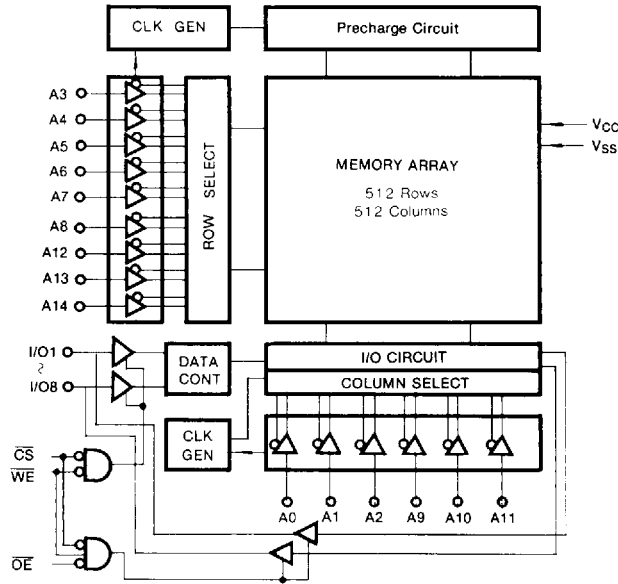 CLK GEN
Precharge Circuit
A3
A4
A5
A6
A7
A8
A12
A13
A14
ROW SELECT
MEMORY ARRAY
512 Rows
512 Columns
VCC
VSS
I/O1
I/O8
DATA
CONT
I/O CIRCUIT
COLUMN SELECT
CLK
GEN
CS
WE
OE
A0
A1
A2
A9
A10
A11